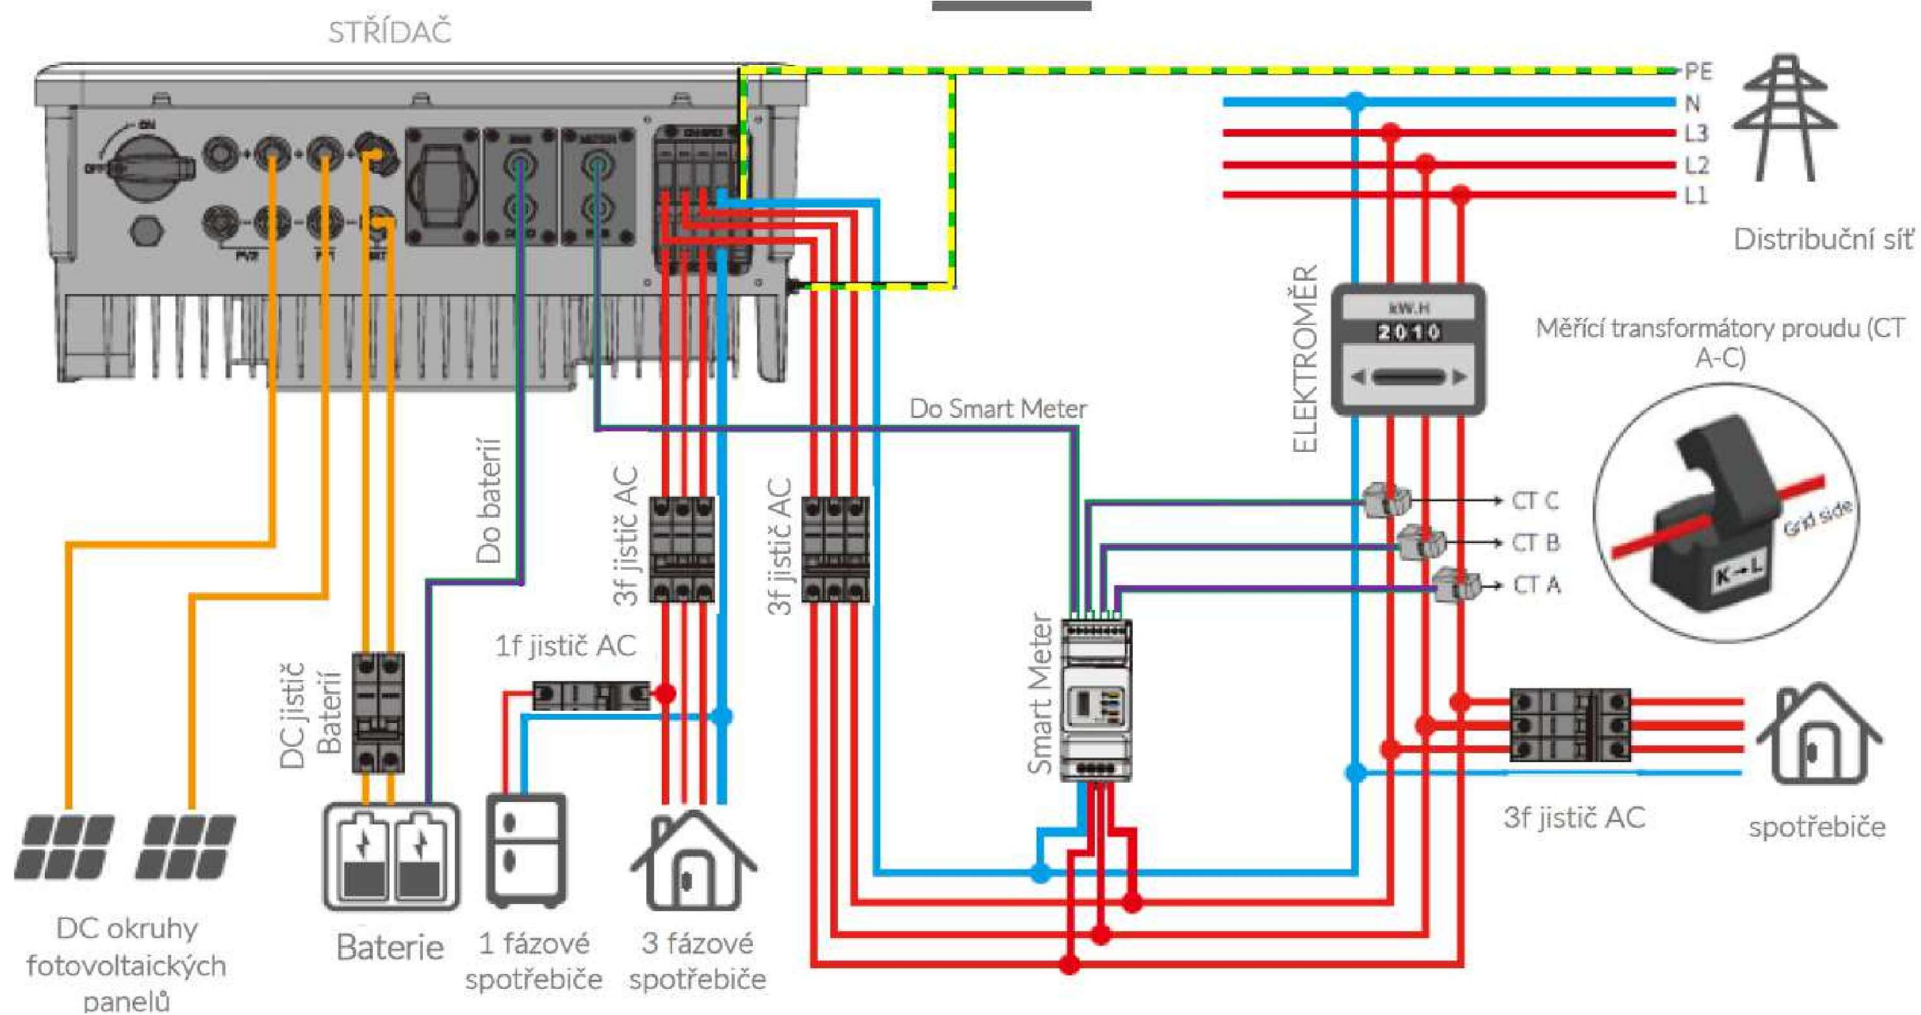 STŘÍDAČ
PE
N
L3
L2
L1
Distribuční síť
ON
OFF
ELEKTROMĚR
kW.H
2010
Měřící transformátory proudu (CT
A-C)
Grid side
K→L
Do Smart Meter
Do baterií
3f jistič AC
3f jistič AC
CT C
CT B
CT A
1f jistič AC
DC jistič
Baterií
Smart Meter
3f jistič AC
spotřebiče
DC okruhy
fotovoltaických
panelů
Baterie
1 fázové
spotřebiče
3 fázové
spotřebiče